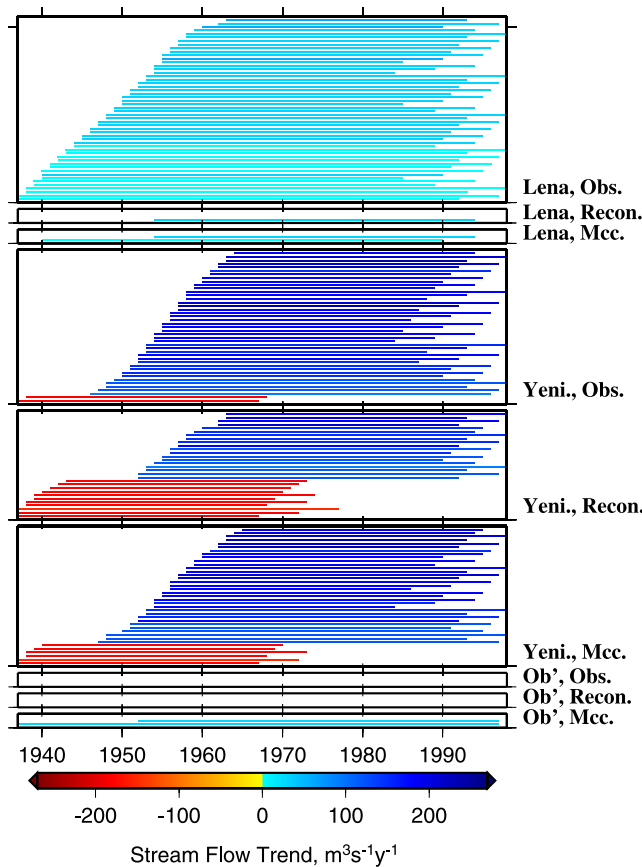 Lena, Obs.
Lena, Recon.
Lena, Mcc.
Yeni., Obs.
Yeni., Recon.
Yeni., Mcc.
Ob', Obs.
Ob', Recon.
Ob', Mcc.
1940 1950 1960 1970 1980 1990
-200 -100 0 100 200
Stream Flow Trend, m³s⁻¹y⁻¹